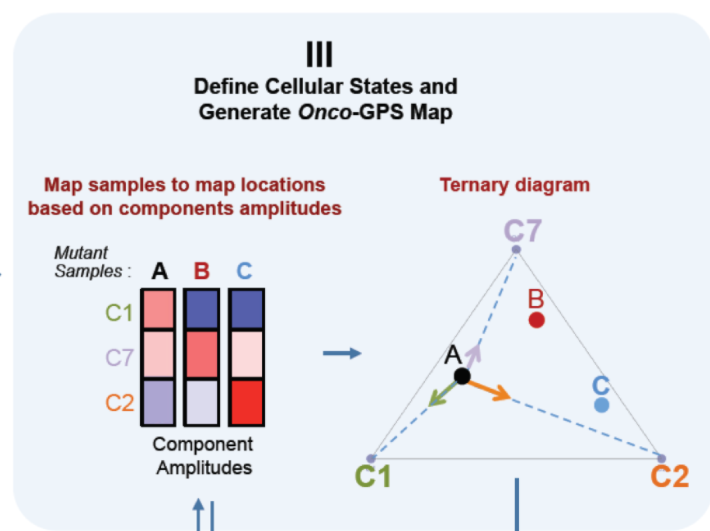 III
Define Cellular States and
Generate Onco-GPS Map
Map samples to map locations
based on components amplitudes
Mutant
Samples : A B C
C1
C7
C2
Component
Amplitudes
Ternary diagram
C7
B
A
C
C1 C2